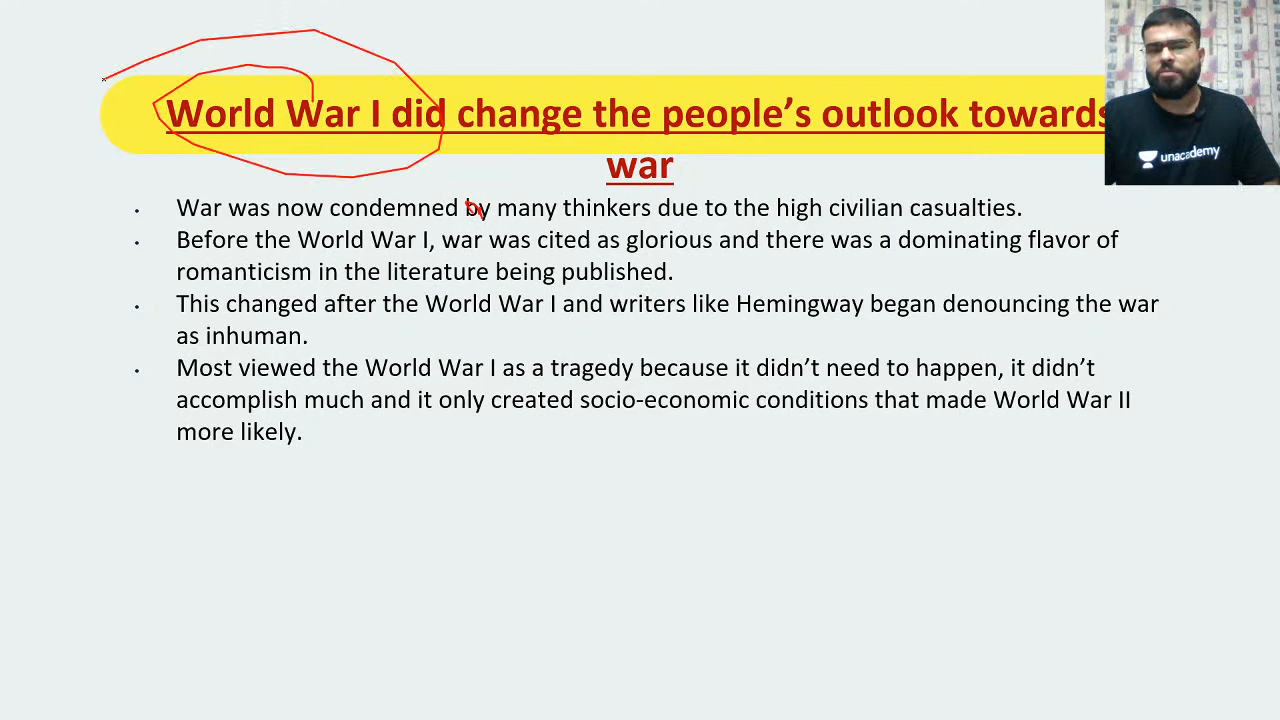 World War I did change the people’s outlook towards
war
unacademy
• War was now condemned by many thinkers due to the high civilian casualties.
• Before the World War I, war was cited as glorious and there was a dominating flavor of
romanticism in the literature being published.
• This changed after the World War I and writers like Hemingway began denouncing the war
as inhuman.
• Most viewed the World War I as a tragedy because it didn’t need to happen, it didn’t
accomplish much and it only created socio-economic conditions that made World War II
more likely.